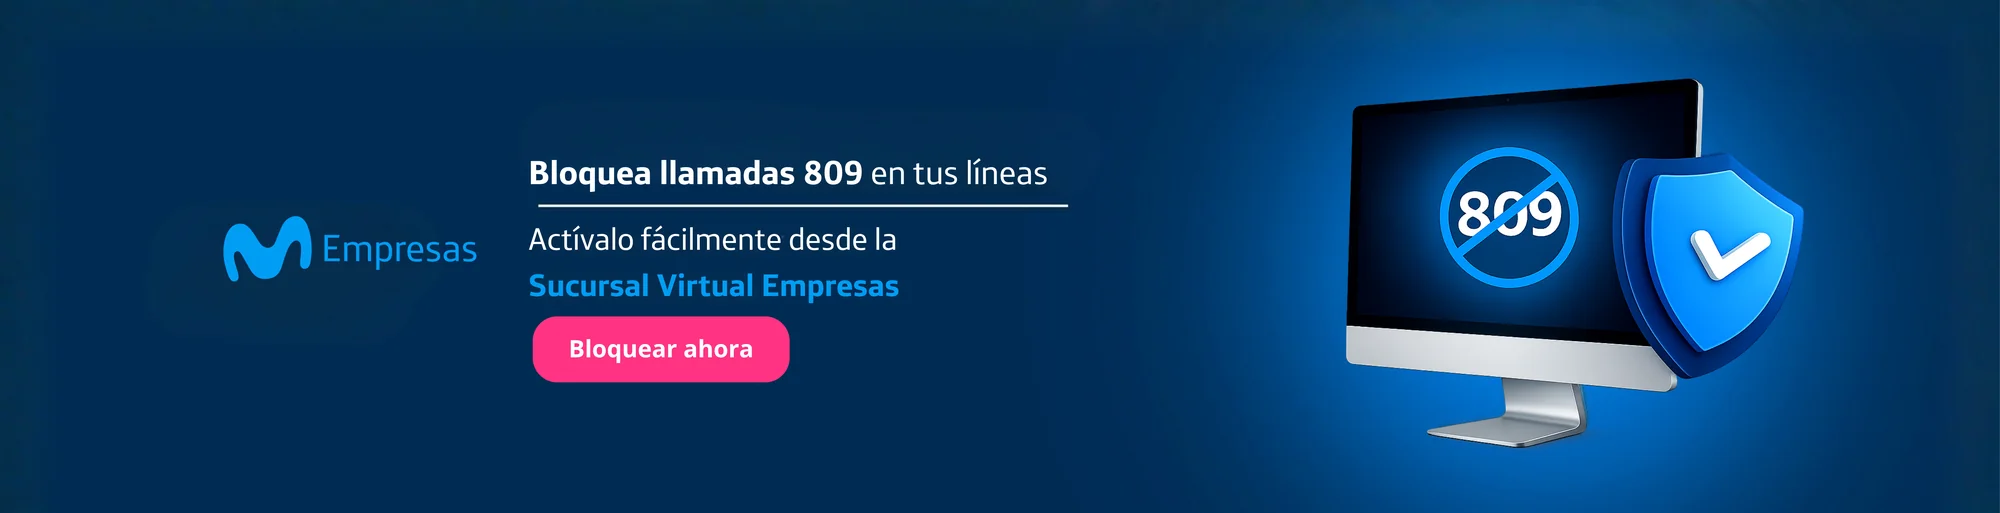 Empresas
Bloquea llamadas 809 en tus líneas
Actívalo fácilmente desde la
Sucursal Virtual Empresas
Bloquear ahora
809